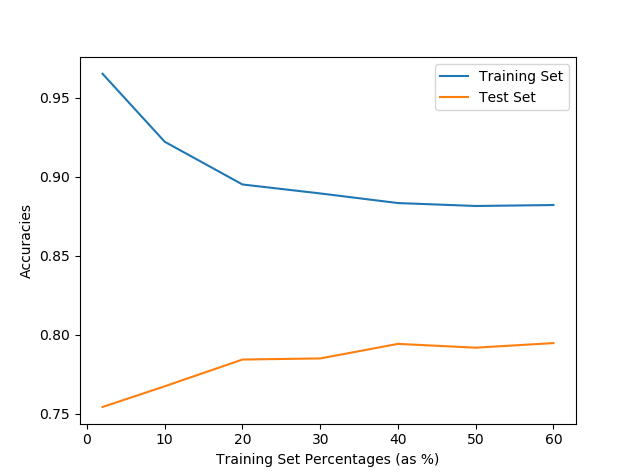 Training Set
Test Set
0.95
0.90
0.85
0.80
0.75
Accuracies
0 10 20 30 40 50 60
Training Set Percentages (as %)